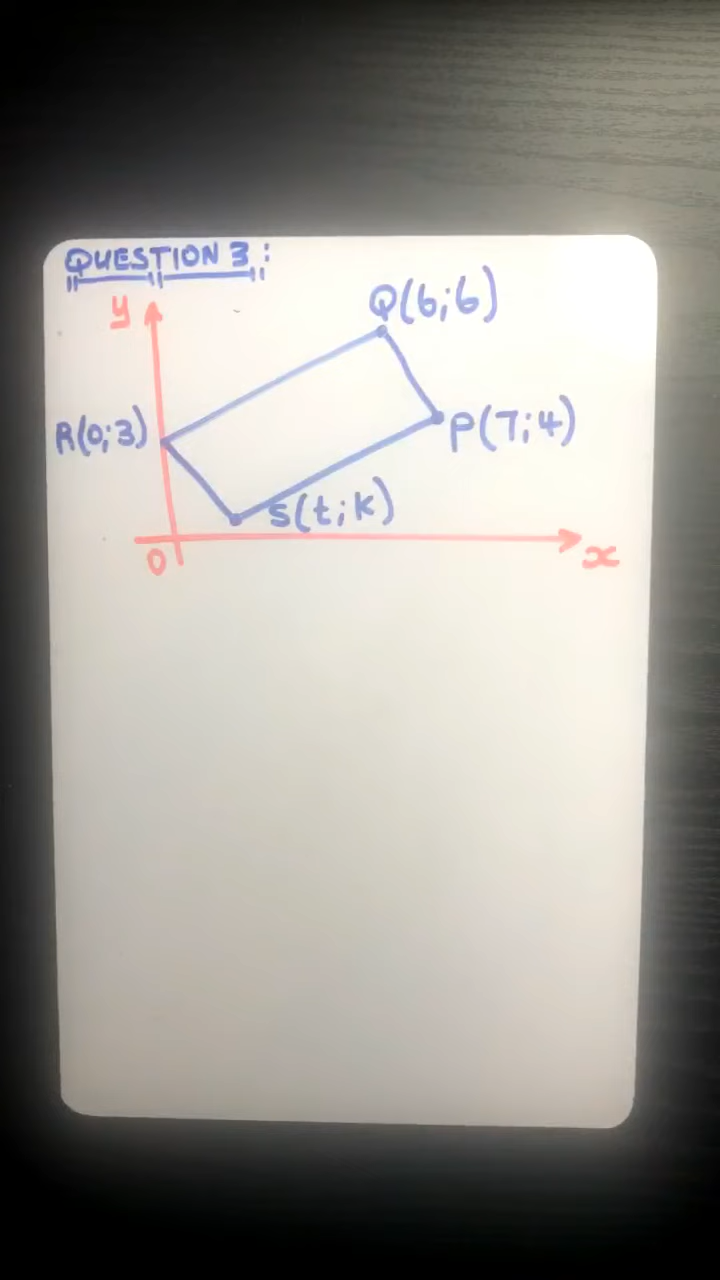 QUESTION 3:
y
Q(6;6)
R(0;3)
P(7;4)
S(t;k)
0
x